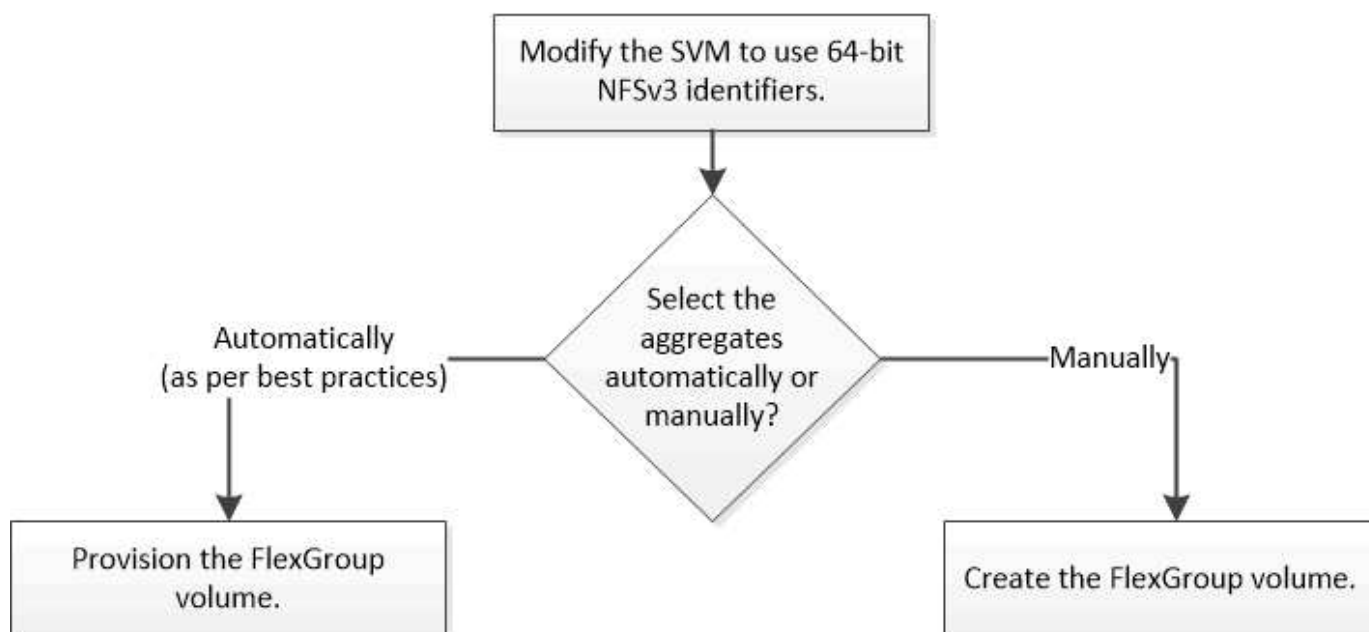 Modify the SVM to use 64-bit
NFSv3 identifiers.
Select the
aggregates
automatically or
manually?
Automatically
(as per best practices)
Manually
Provision the FlexGroup
volume.
Create the FlexGroup volume.